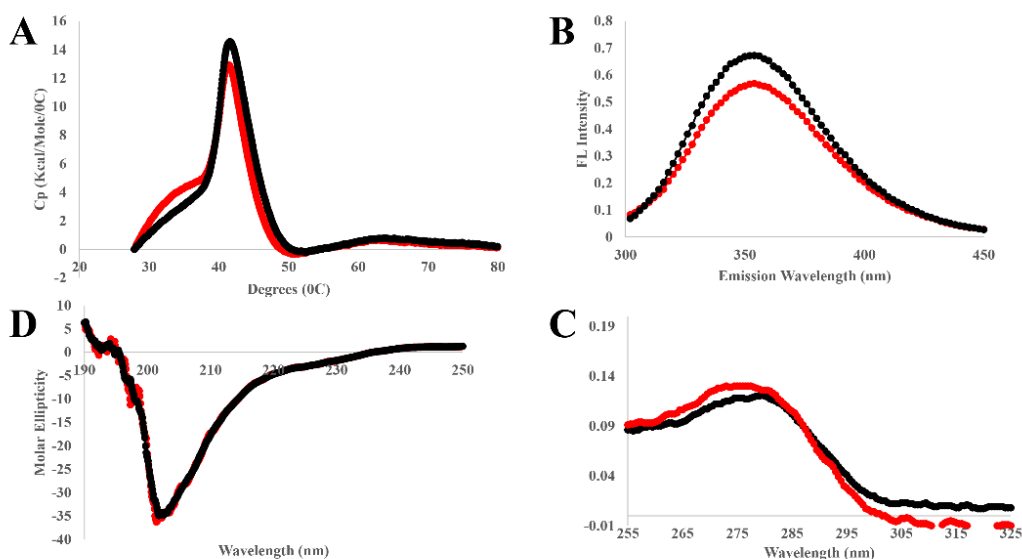 A
Cp (Kcal/Mole/0C)
16
14
12
10
8
6
4
2
0
-2
20 30 40 50 60 70 80
Degrees (0C)
B
FL Intensity
0.8
0.7
0.6
0.5
0.4
0.3
0.2
0.1
0
300 350 400 450
Emission Wavelength (nm)
D
Molar Ellipticity
10
5
0
-5
-10
-15
-20
-25
-30
-35
-40
190 200 210 220 230 240 250
Wavelength (nm)
C
0.19
0.14
0.09
0.04
-0.01
255 265 275 285 295 305 315 325
Wavelength (nm)